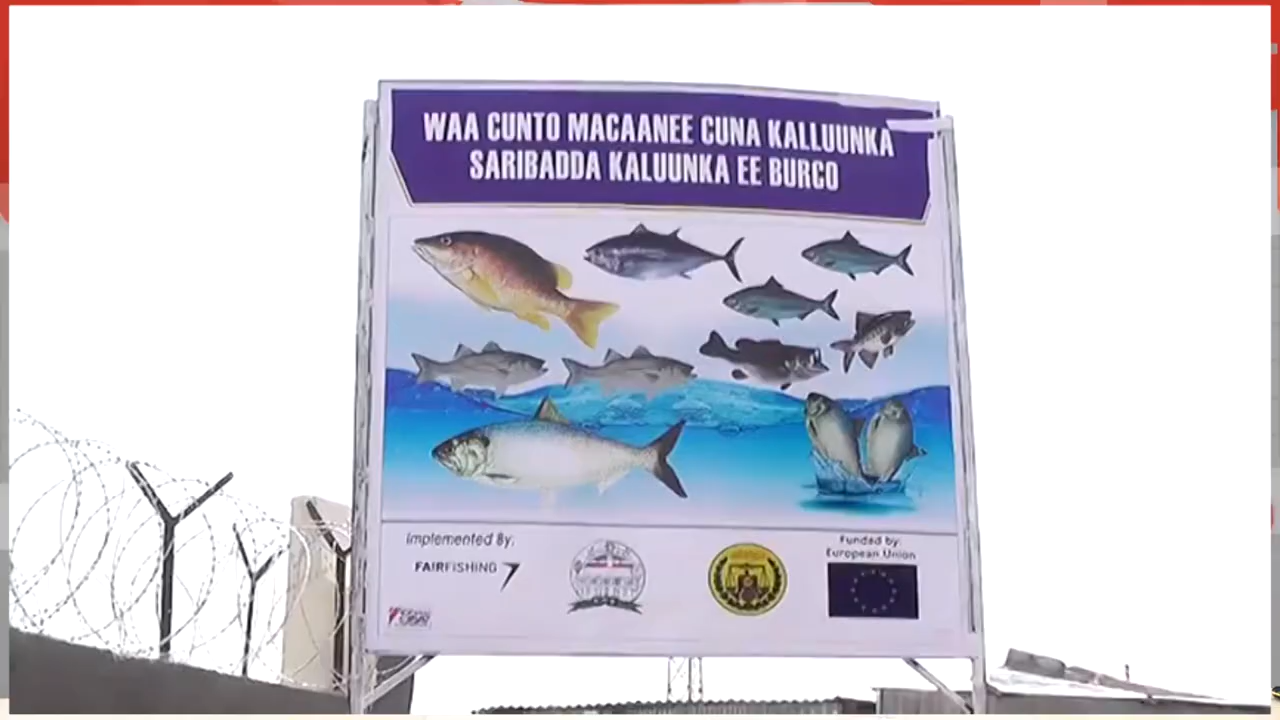 WAA CUNTO MACAANEE CUNA KALLUUNKA
SARIBADDA KALUUNKA EE BURCO
Implemented By:
FAIRFISHING
Funded by:
European Union